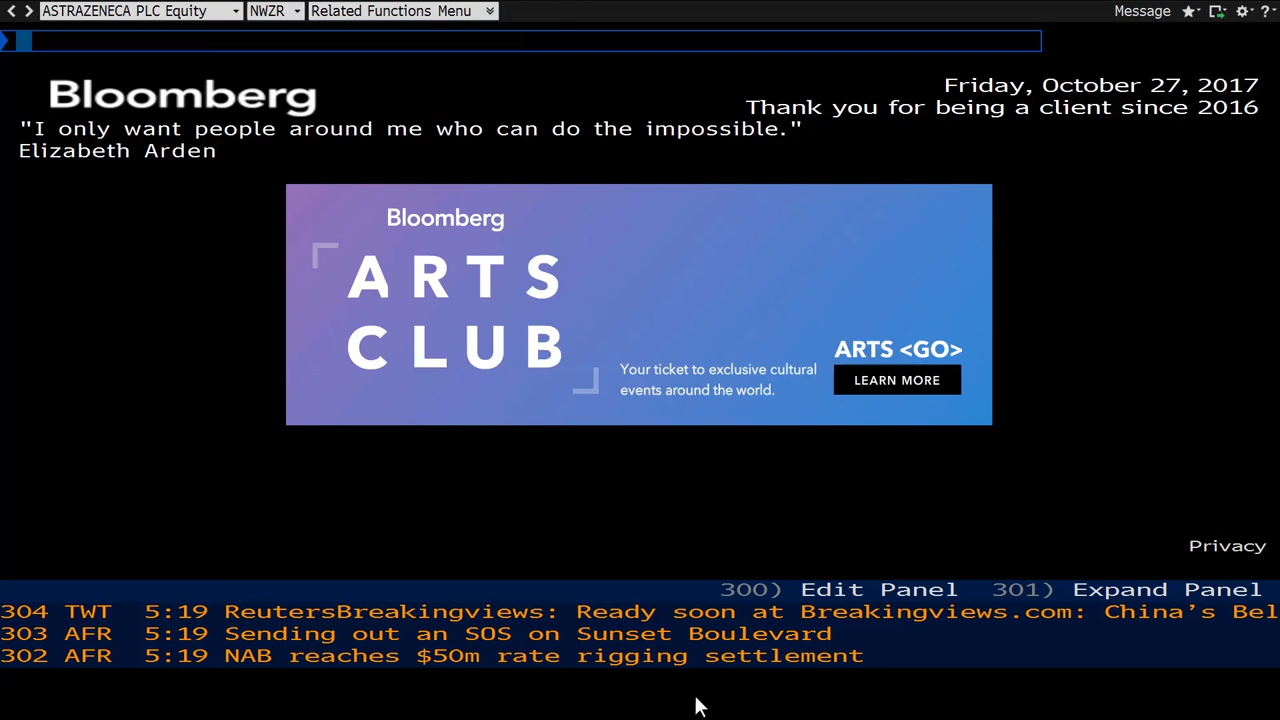 ASTRAZENECA PLC Equity NWZR Related Functions Menu Message ?
Bloomberg
Friday, October 27, 2017
Thank you for being a client since 2016
"I only want people around me who can do the impossible."
Elizabeth Arden
Bloomberg
ARTS
CLUB
Your ticket to exclusive cultural
events around the world.
ARTS <GO>
LEARN MORE
Privacy
300) Edit Panel 301) Expand Panel
304 TWT 5:19 ReutersBreakingviews: Ready soon at Breakingviews.com: China's Bel
303 AFR 5:19 Sending out an SOS on Sunset Boulevard
302 AFR 5:19 NAB reaches $50m rate rigging settlement